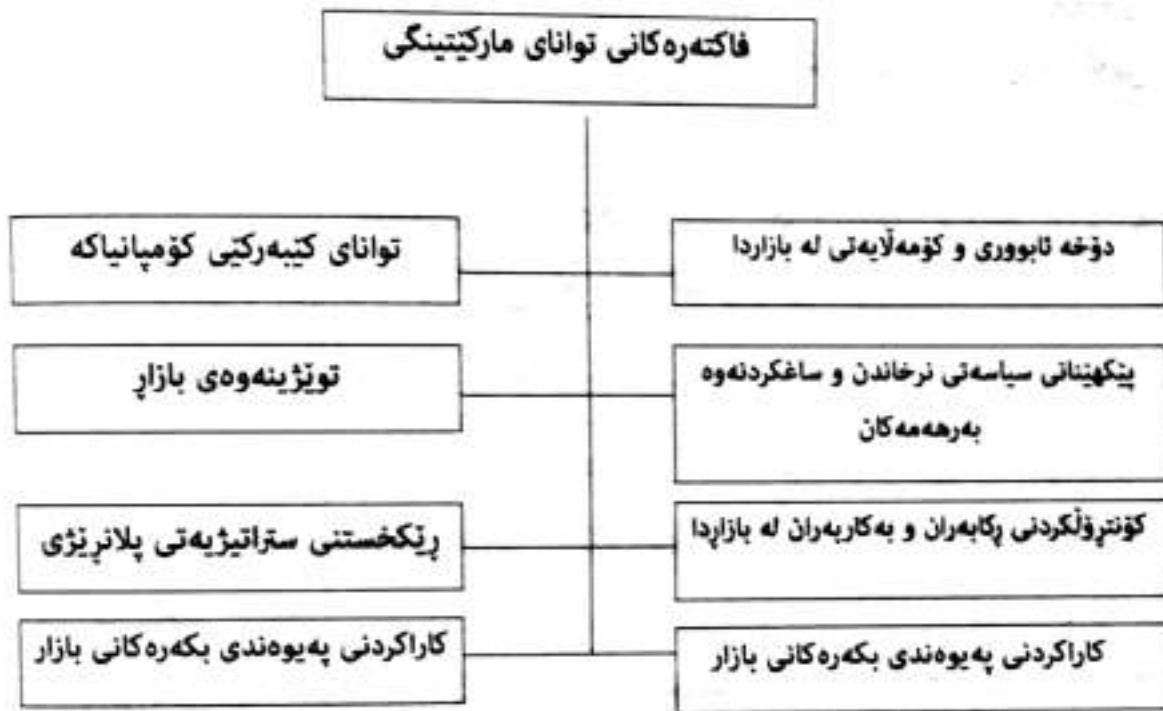 فاکتەرەکانی توانای مارکێتینگی
دۆخە ئابووری و کۆمەڵایەتی لە بازاردا
توانای کێبەرکێی کۆمپانیاکە
پێکهێنانی سیاسەتی نرخاندن و ساغکردنەوە
بەرهەمەکان
توێژینەوەی بازاڕ
کۆنترۆڵکردنی ڕکابەران و بەکاربەران لە بازاڕدا
ڕێکخستنی ستراتیژیەتی پلانڕێژی
کاراکردنی پەیوەندی بکەرەکانی بازار
کاراکردنی پەیوەندی بکەرەکانی بازار